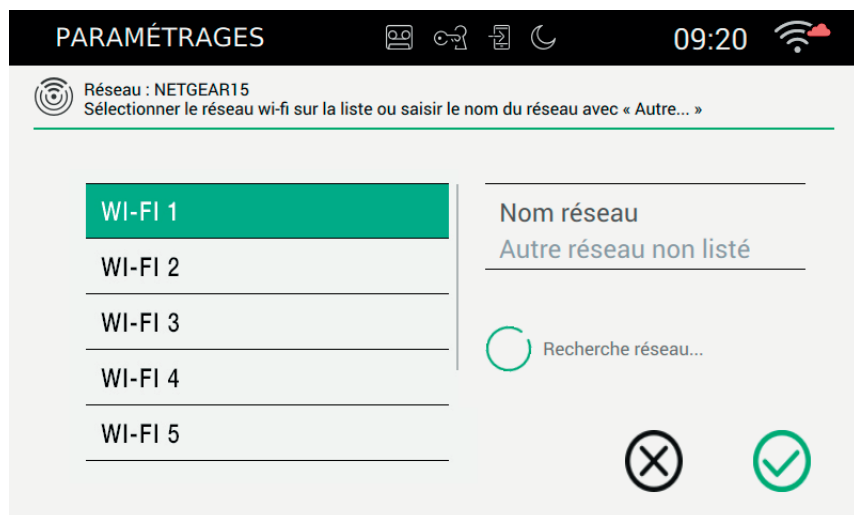 PARAMÉTRAGES 09:20
Réseau : NETGEAR15
Sélectionner le réseau wi-fi sur la liste ou saisir le nom du réseau avec « Autre... »
WI-FI 1
WI-FI 2
WI-FI 3
WI-FI 4
WI-FI 5
Nom réseau
Autre réseau non listé
Recherche réseau...